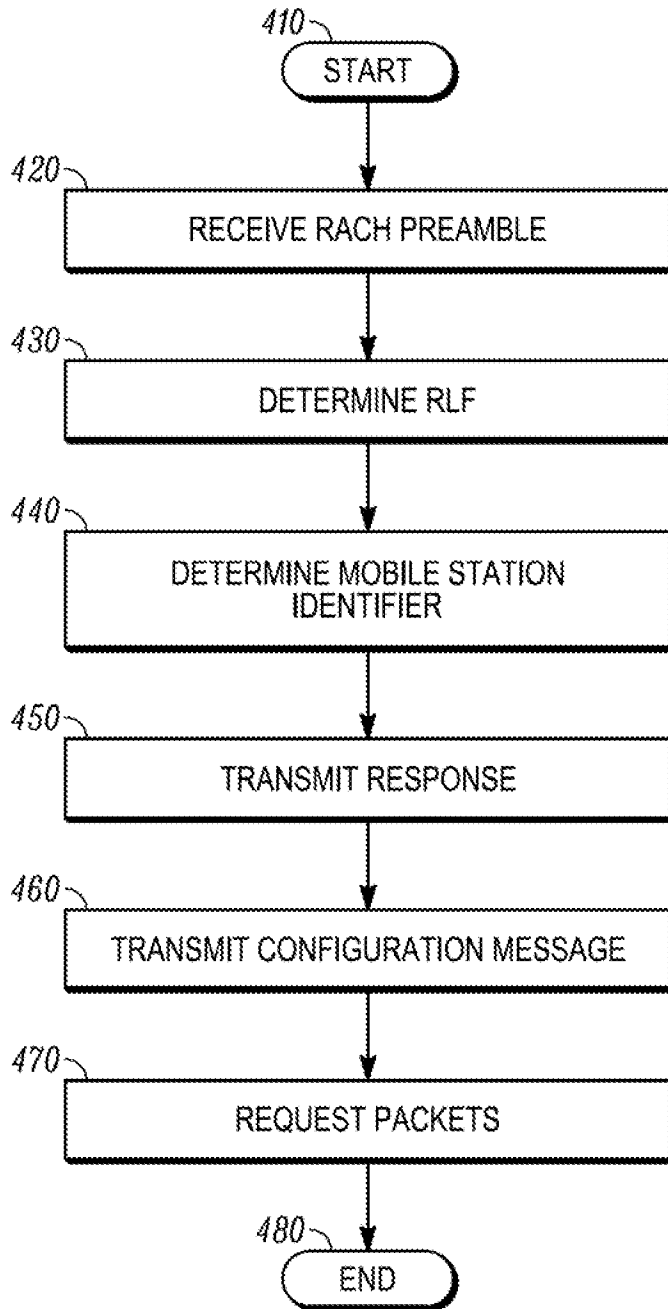 410
START
420
RECEIVE RACH PREAMBLE
430
DETERMINE RLF
440
DETERMINE MOBILE STATION
IDENTIFIER
450
TRANSMIT RESPONSE
460
TRANSMIT CONFIGURATION MESSAGE
470
REQUEST PACKETS
480
END